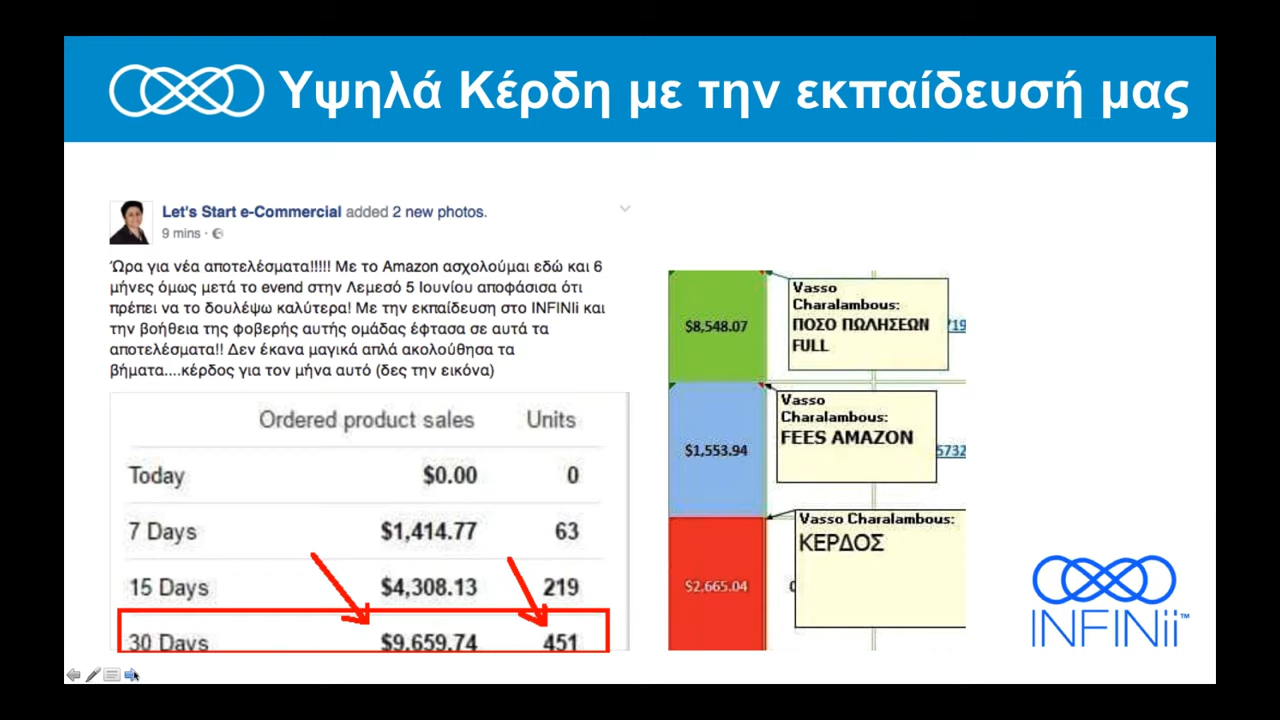 Υψηλά Κέρδη με την εκπαίδευσή μας
Let's Start e-Commercial added 2 new photos.
9 mins ·
Ώρα για νέα αποτελέσματα!!!!! Με το Amazon ασχολούμαι εδώ και 6
μήνες όμως μετά το evend στην Λεμεσό 5 Ιουνίου αποφάσισα ότι
πρέπει να το δουλέψω καλύτερα! Με την εκπαίδευση στο INFINIi και
την βοήθεια της φοβερής αυτής ομάδας έφτασα σε αυτά τα
αποτελέσματα!! Δεν έκανα μαγικά απλά ακολούθησα τα
βήματα....κέρδος για τον μήνα αυτό (δες την εικόνα)
Ordered product sales Units
Today $0.00 0
7 Days $1,414.77 63
15 Days $4,308.13 219
30 Days $9,659.74 451
$8,548.07
Vasso
Charalambous:
ΠΟΣΟ ΠΩΛΗΣΕΩΝ
FULL
$1,553.94
Vasso
Charalambous:
FEES AMAZON
5732
$2,665.04
Vasso Charalambous:
ΚΕΡΔΟΣ
INFINii™